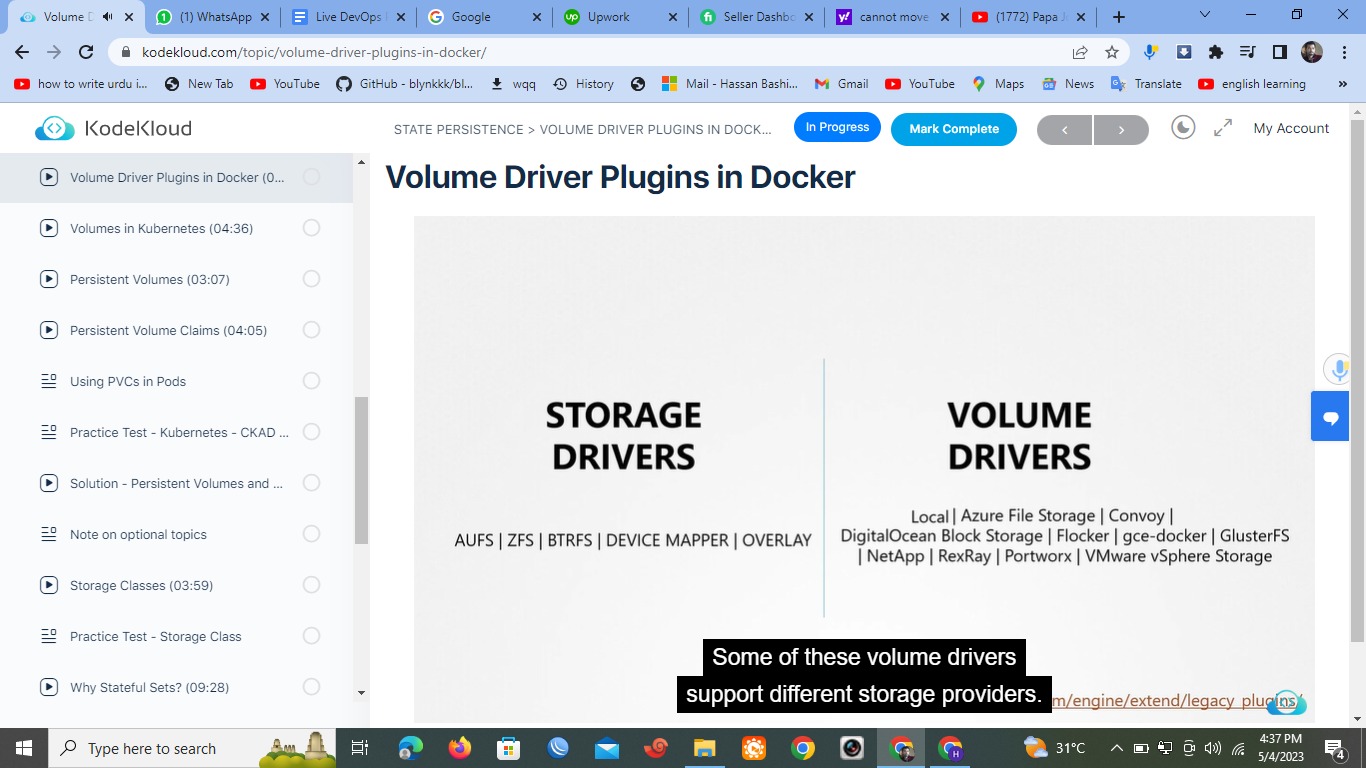 Volume D
(1) WhatsApp
Live DevOps
Google
Upwork
Seller Dashbo
cannot move
(1772) Papa J
kodekloud.com/topic/volume-driver-plugins-in-docker/
how to write urdu i...
New Tab
YouTube
GitHub - blynkkk/bl...
wqq
History
Mail - Hassan Bashi...
Gmail
YouTube
Maps
News
Translate
english learning
»
KodeKloud
STATE PERSISTENCE > VOLUME DRIVER PLUGINS IN DOCK...
In Progress
Mark Complete
< >
My Account
Volume Driver Plugins in Docker (0...
Volumes in Kubernetes (04:36)
Persistent Volumes (03:07)
Persistent Volume Claims (04:05)
Using PVCs in Pods
Practice Test - Kubernetes - CKAD ...
Solution - Persistent Volumes and ...
Note on optional topics
Storage Classes (03:59)
Practice Test - Storage Class
Why Stateful Sets? (09:28)
Volume Driver Plugins in Docker
STORAGE
DRIVERS
AUFS | ZFS | BTRFS | DEVICE MAPPER | OVERLAY
VOLUME
DRIVERS
Local | Azure File Storage | Convoy |
DigitalOcean Block Storage | Flocker | gce-docker | GlusterFS
| NetApp | RexRay | Portworx | VMware vSphere Storage
Some of these volume drivers
support different storage providers.
m/engine/extend/legacy_plugins/
Type here to search
31°C
4:37 PM
5/4/2023
4